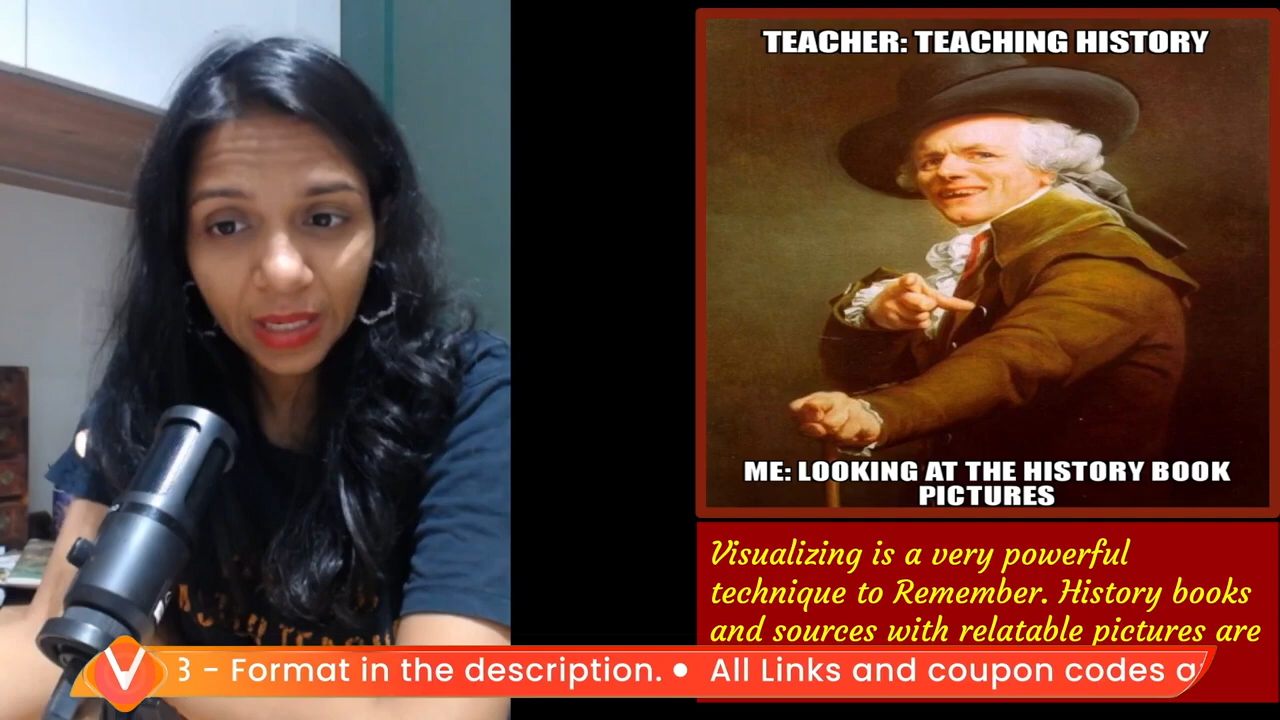 TEACHER: TEACHING HISTORY
ME: LOOKING AT THE HISTORY BOOK
PICTURES
Visualizing is a very powerful
technique to Remember. History books
and sources with relatable pictures are
3 - Format in the description. • All Links and coupon codes